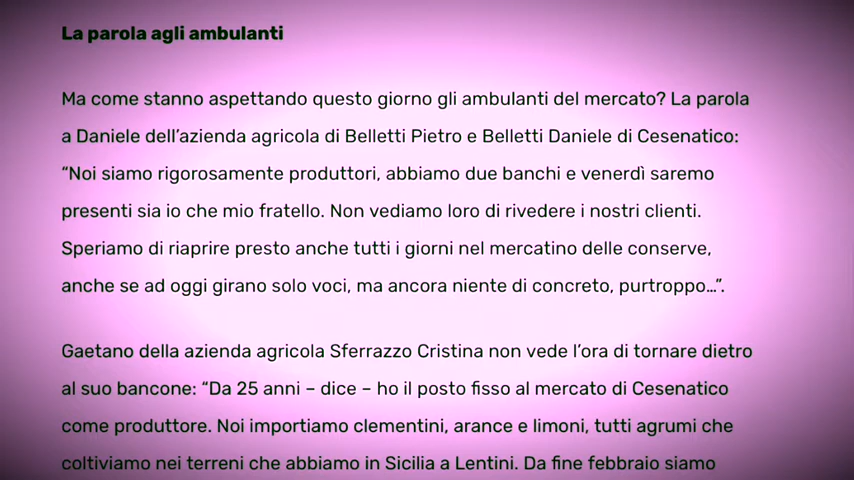 La parola agli ambulanti
Ma come stanno aspettando questo giorno gli ambulanti del mercato? La parola
a Daniele dell’azienda agricola di Belletti Pietro e Belletti Daniele di Cesenatico:
“Noi siamo rigorosamente produttori, abbiamo due banchi e venerdì saremo
presenti sia io che mio fratello. Non vediamo loro di rivedere i nostri clienti.
Speriamo di riaprire presto anche tutti i giorni nel mercatino delle conserve,
anche se ad oggi girano solo voci, ma ancora niente di concreto, purtroppo…”.
Gaetano della azienda agricola Sferrazzo Cristina non vede l’ora di tornare dietro
al suo bancone: “Da 25 anni – dice – ho il posto fisso al mercato di Cesenatico
come produttore. Noi importiamo clementini, arance e limoni, tutti agrumi che
coltiviamo nei terreni che abbiamo in Sicilia a Lentini. Da fine febbraio siamo